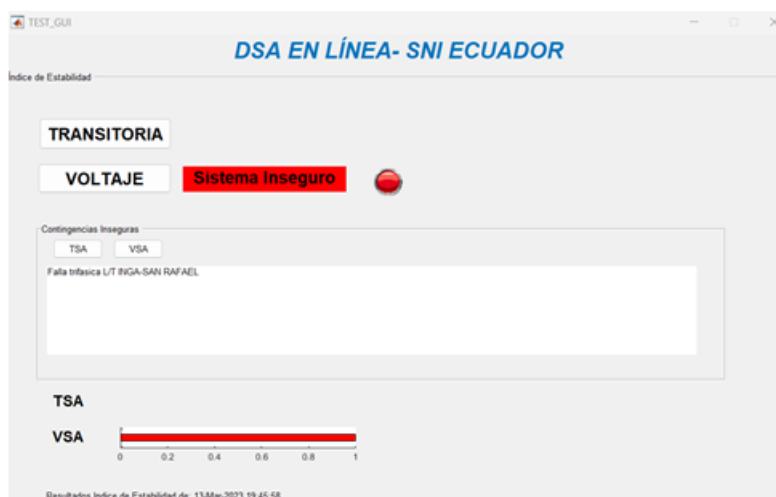 TEST_GUI
DSA EN LÍNEA- SNI ECUADOR
Índice de Estabilidad
TRANSITORIA
VOLTAJE Sistema Inseguro
Contingencias Inseguras
TSA VSA
Falla trifasica L/T INGA-SAN RAFAEL
TSA
VSA
0 0.2 0.4 0.6 0.8 1
Resultados Indice de Estabilidad de: 13-Mar-2023 19:45:58